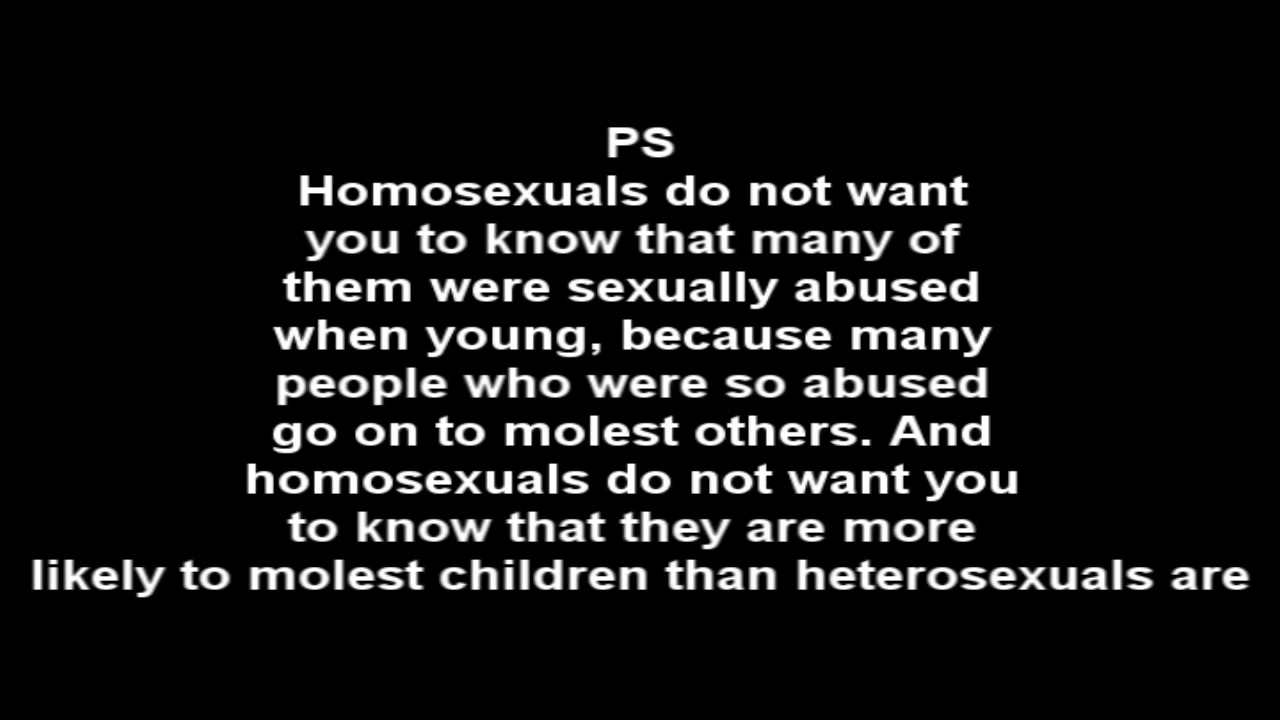 PS
Homosexuals do not want
you to know that many of
them were sexually abused
when young, because many
people who were so abused
go on to molest others. And
homosexuals do not want you
to know that they are more
likely to molest children than heterosexuals are